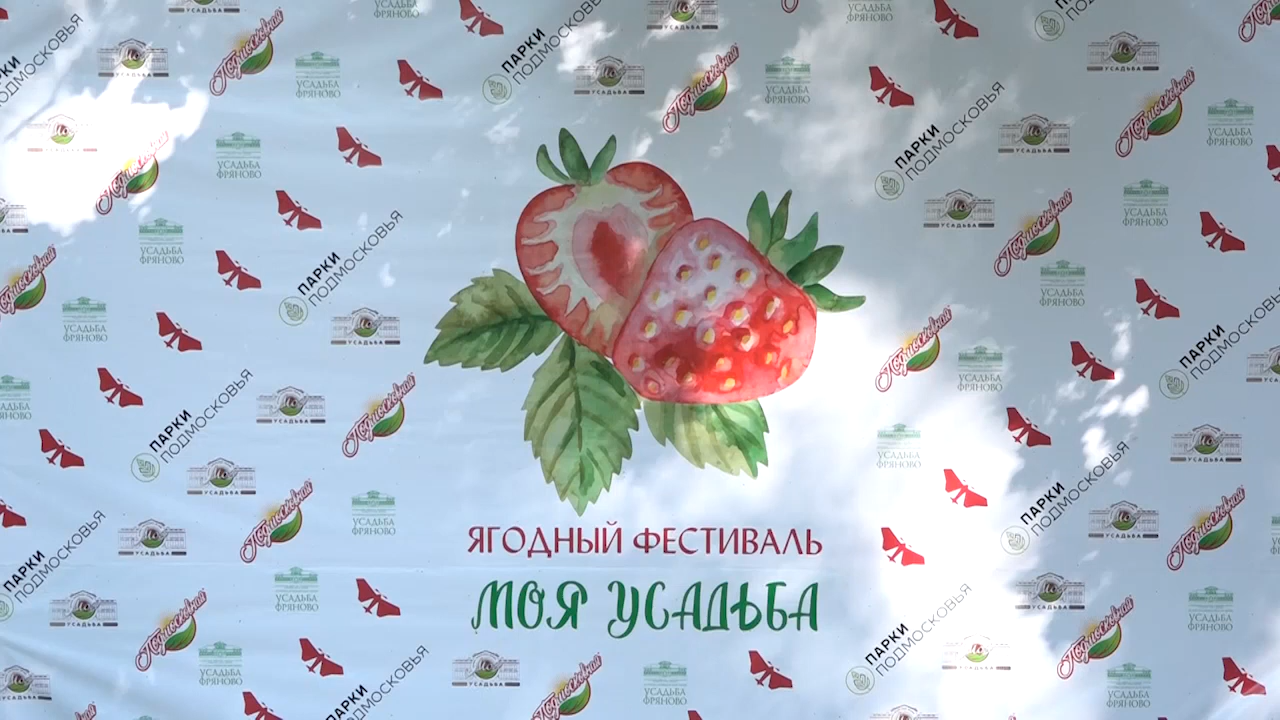 ПАРКИ
ПОДМОСКОВЬЯ
УСАДЬБА
ФРЯНОВО
УСАДЬБА
Подмосковный
ЯГОДНЫЙ ФЕСТИВАЛЬ
МОЯ УСАДЬБА